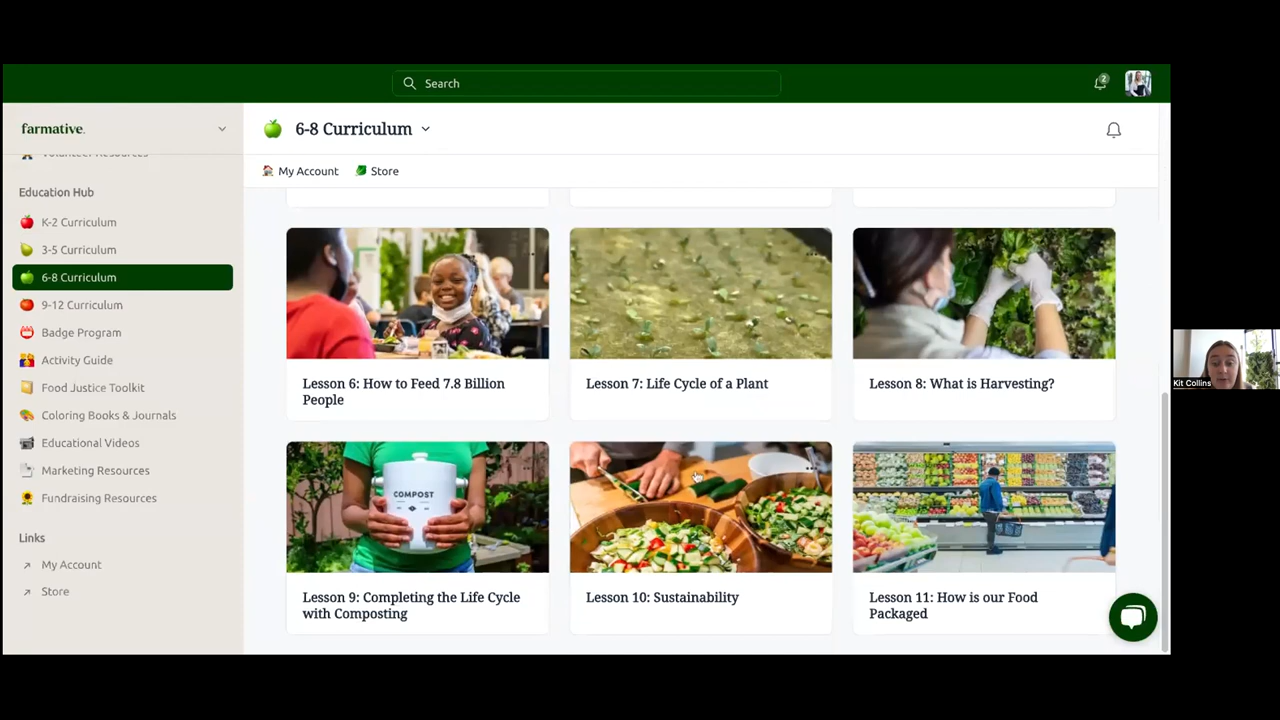 Search
2
farmative.
6-8 Curriculum
My Account
Store
Volunteer Resources
Education Hub
K-2 Curriculum
3-5 Curriculum
6-8 Curriculum
9-12 Curriculum
Badge Program
Activity Guide
Food Justice Toolkit
Coloring Books & Journals
Educational Videos
Marketing Resources
Fundraising Resources
Links
My Account
Store
Lesson 6: How to Feed 7.8 Billion
People
Lesson 7: Life Cycle of a Plant
Lesson 8: What is Harvesting?
COMPOST
Lesson 9: Completing the Life Cycle
with Composting
Lesson 10: Sustainability
Lesson 11: How is our Food
Packaged
Kit Collins